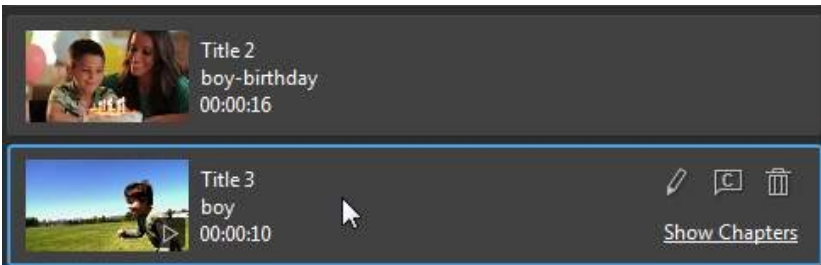 Title 2
boy-birthday
00:00:16
Title 3
boy
00:00:10
C
Show Chapters